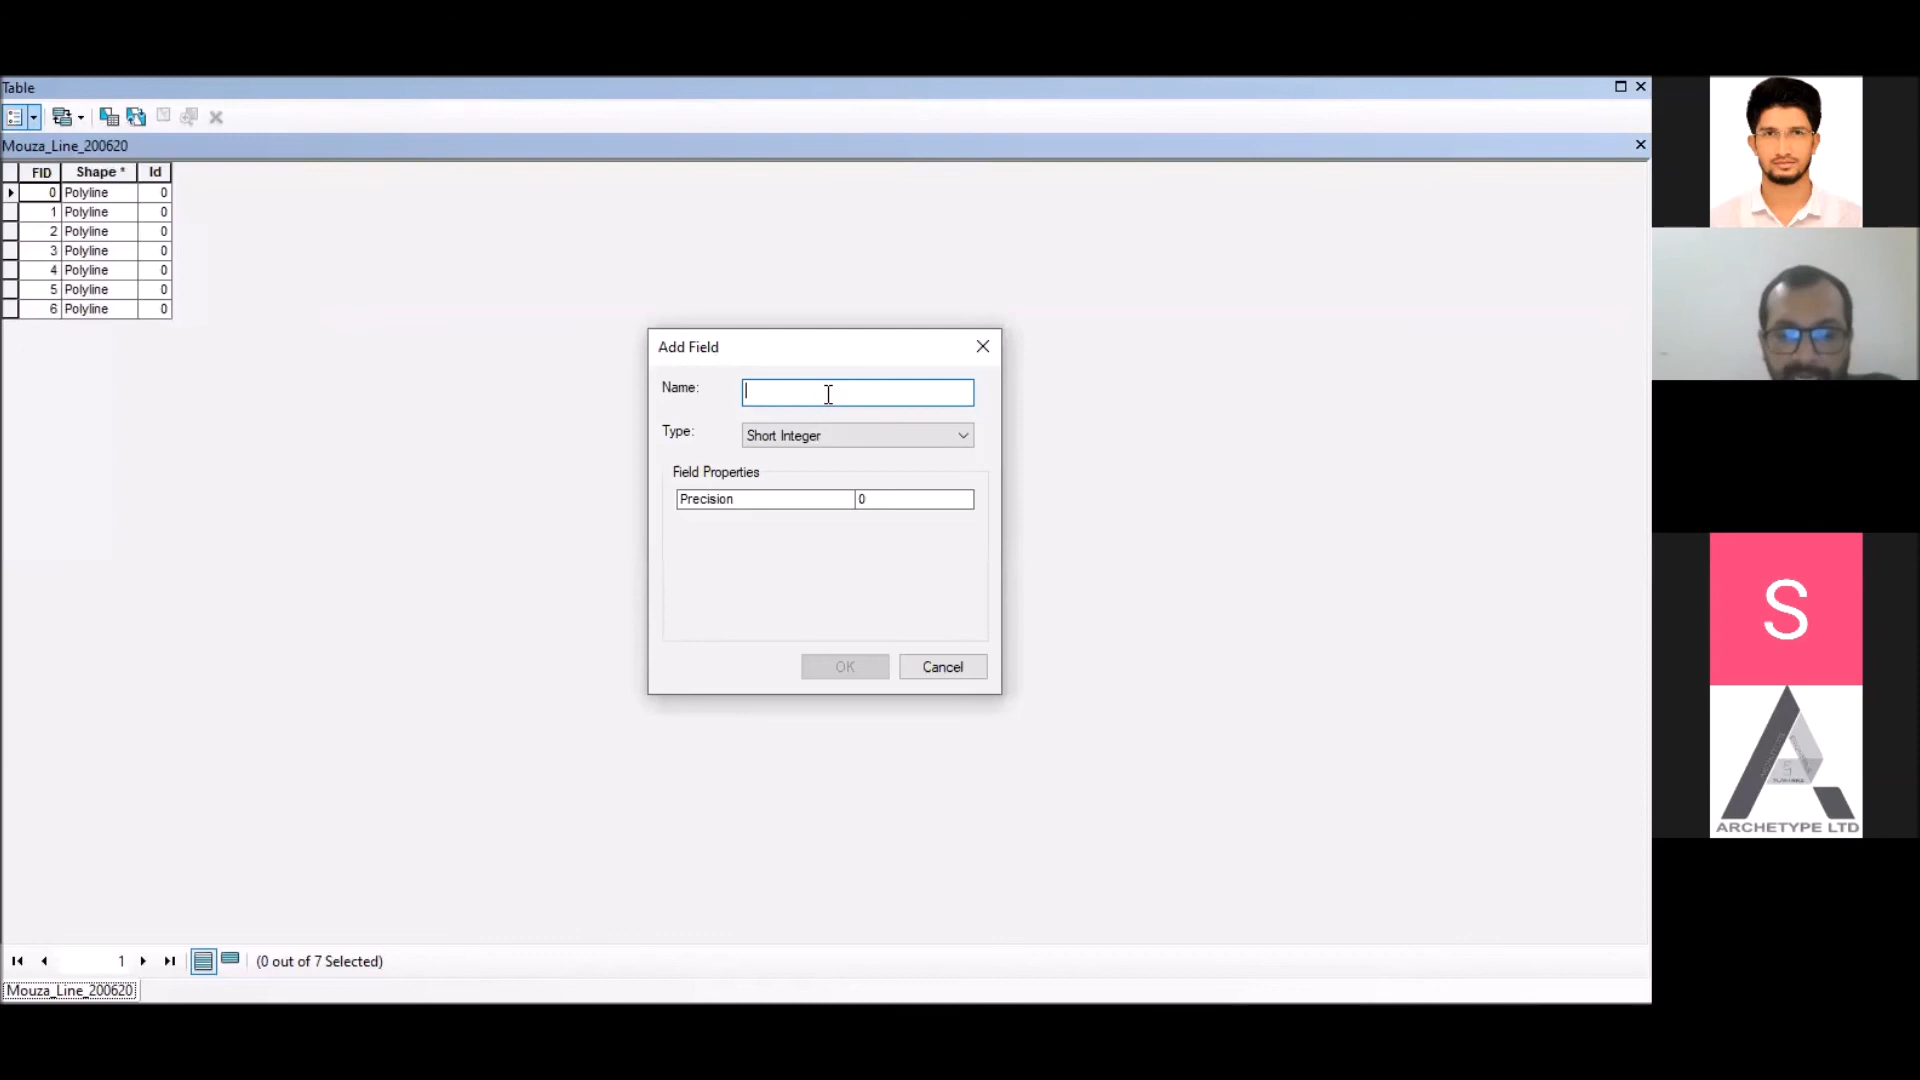 Table
Mouza_Line_200620
FID Shape * Id
0 Polyline 0
1 Polyline 0
2 Polyline 0
3 Polyline 0
4 Polyline 0
5 Polyline 0
6 Polyline 0
Add Field
Name:
Type: Short Integer
Field Properties
Precision 0
OK Cancel
1 (0 out of 7 Selected)
Mouza_Line_200620
S
ARCHETYPE LTD